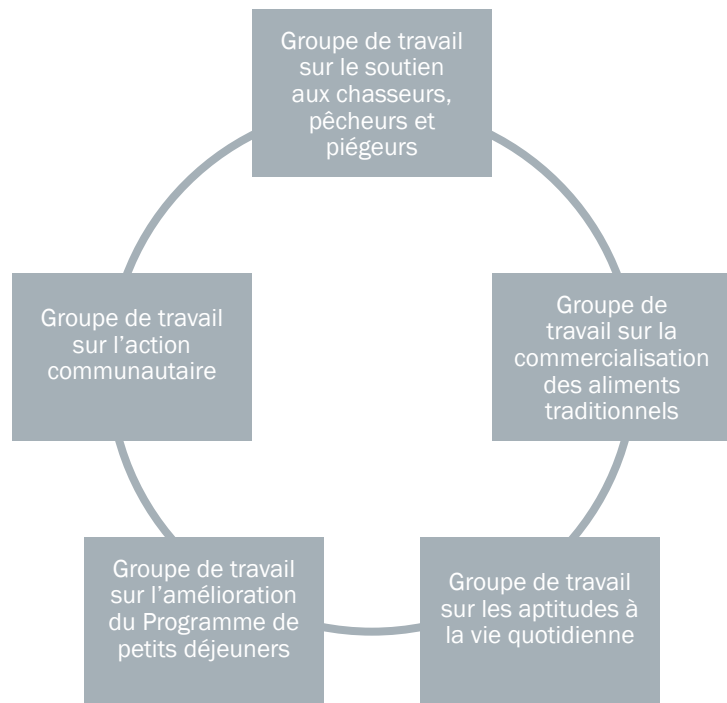 Groupe de travail
sur le soutien
aux chasseurs,
pêcheurs et
piégeurs
Groupe de travail
sur l'action
communautaire
Groupe de
travail sur la
commercialisation
des aliments
traditionnels
Groupe de travail
sur l'amélioration
du Programme de
petits déjeuners
Groupe de travail
sur les aptitudes à
la vie quotidienne